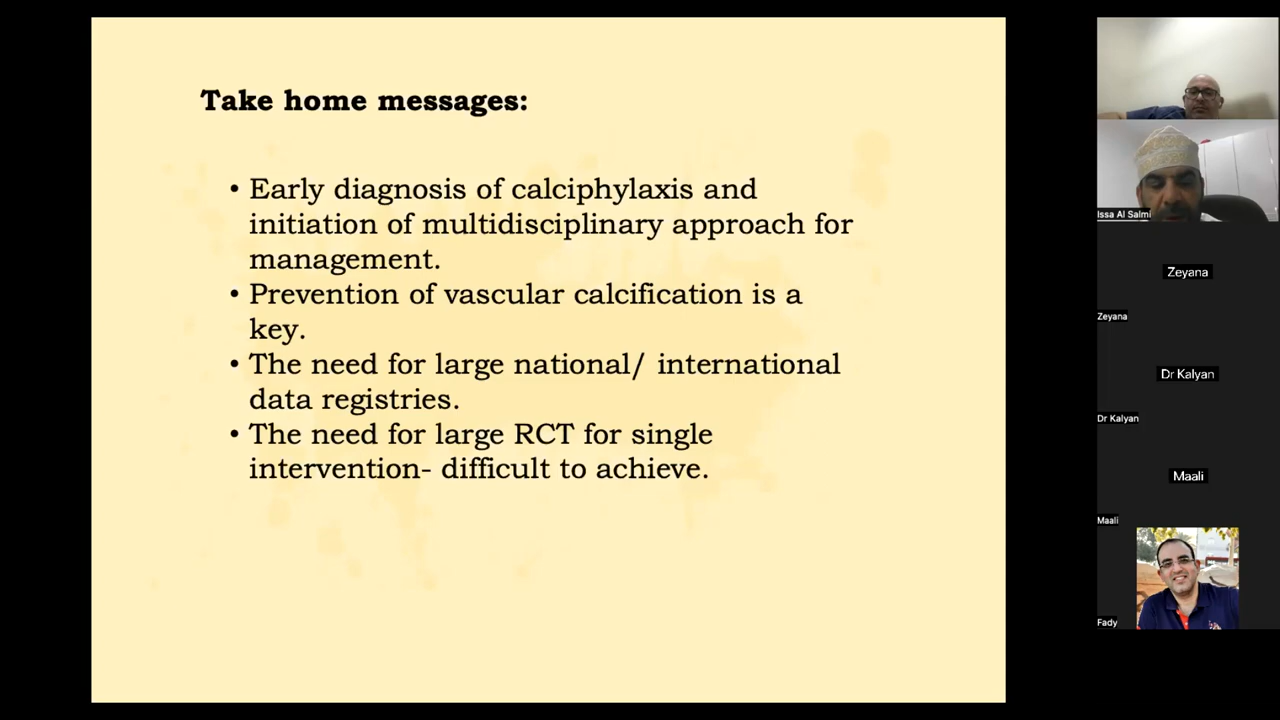 Take home messages:
• Early diagnosis of calciphylaxis and
initiation of multidisciplinary approach for
management.
• Prevention of vascular calcification is a
key.
• The need for large national/ international
data registries.
• The need for large RCT for single
intervention- difficult to achieve.
Issa Al Salmi
Zeyana
Zeyana
Dr Kalyan
Dr Kalyan
Maali
Maali
Fady